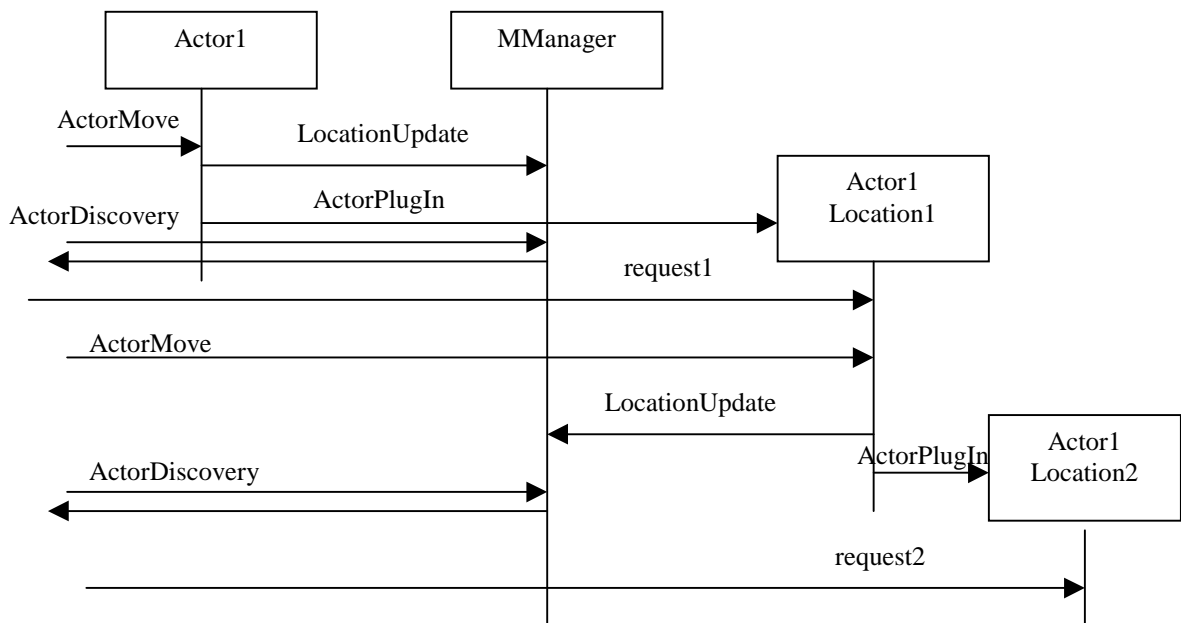 Actor1
MManager
ActorMove
LocationUpdate
Actor1
Location1
ActorPlugIn
ActorDiscovery
request1
ActorMove
LocationUpdate
Actor1
Location2
ActorPlugIn
ActorDiscovery
request2